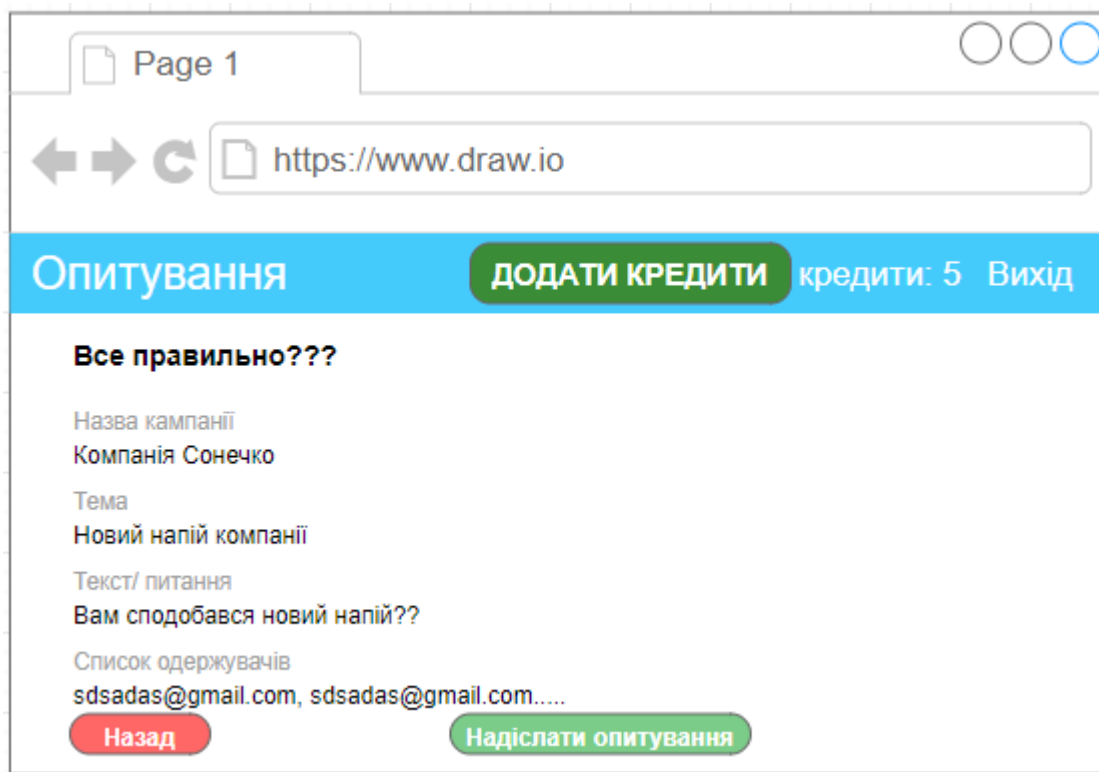 Page 1
https://www.draw.io
Опитування ДОДАТИ КРЕДИТИ кредити: 5 Вихід
Все правильно???
Назва кампанії
Компанія Сонечко
Тема
Новий напій компанії
Текст/ питання
Вам сподобався новий напій??
Список одержувачів
sdsadas@gmail.com, sdsadas@gmail.com.....
Назад Надіслати опитування